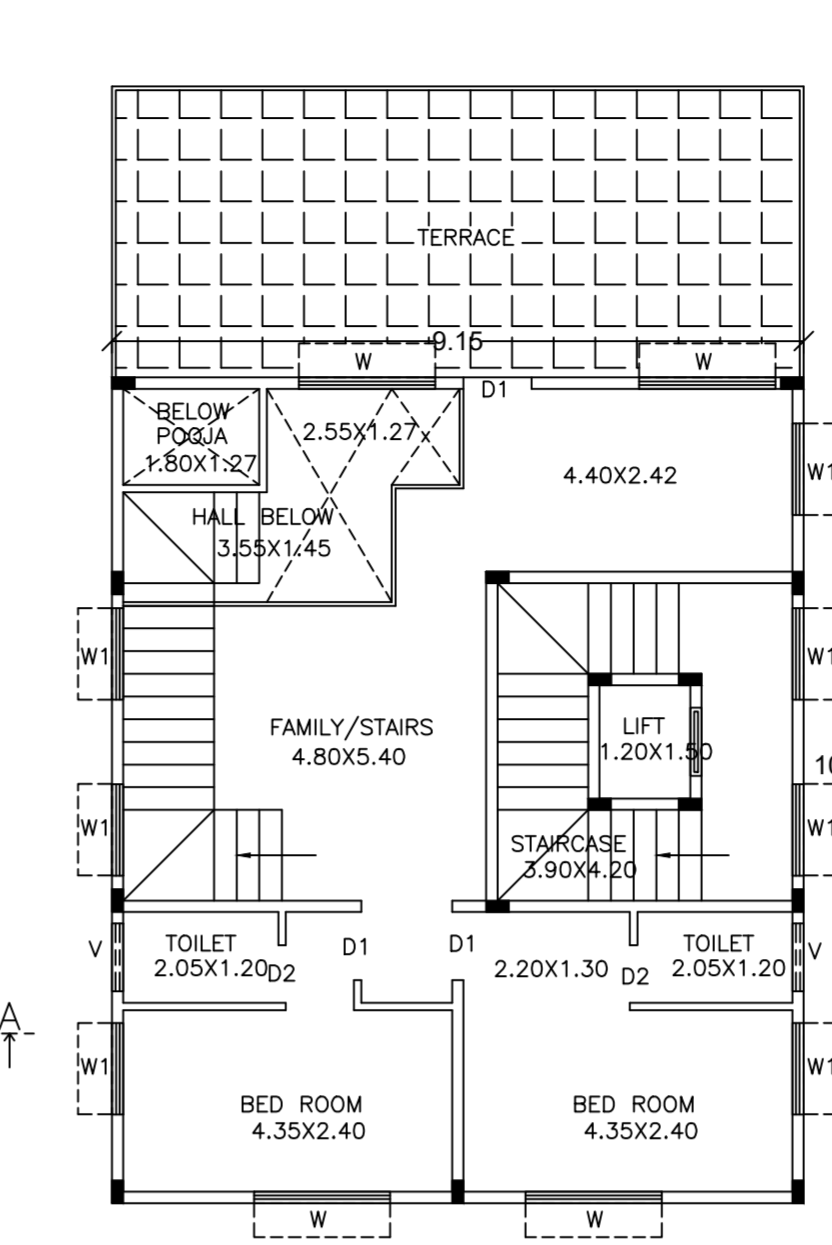 TERRACE
9.15
W
W
D1
BELOW
POOJA
1.80X1.27
2.55X1.27
4.40X2.42
W1
HALL BELOW
3.55X1.45
W1
W1
FAMILY/STAIRS
4.80X5.40
LIFT
1.20X1.50
10
W1
W1
STAIRCASE
3.90X4.20
V
TOILET
2.05X1.20
D2
D1
D1
2.20X1.30
D2
TOILET
2.05X1.20
V
A
W1
W1
BED ROOM
4.35X2.40
BED ROOM
4.35X2.40
W
W